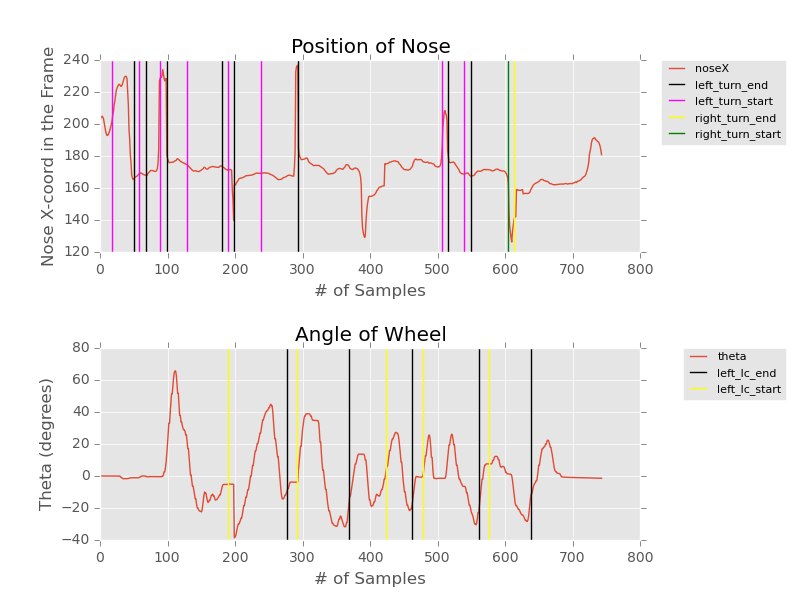 Position of Nose
Nose X-coord in the Frame
240
220
200
180
160
140
120
0 100 200 300 400 500 600 700 800
# of Samples
noseX
left_turn_end
left_turn_start
right_turn_end
right_turn_start
Angle of Wheel
Theta (degrees)
80
60
40
20
0
−20
−40
0 100 200 300 400 500 600 700 800
# of Samples
theta
left_lc_end
left_lc_start